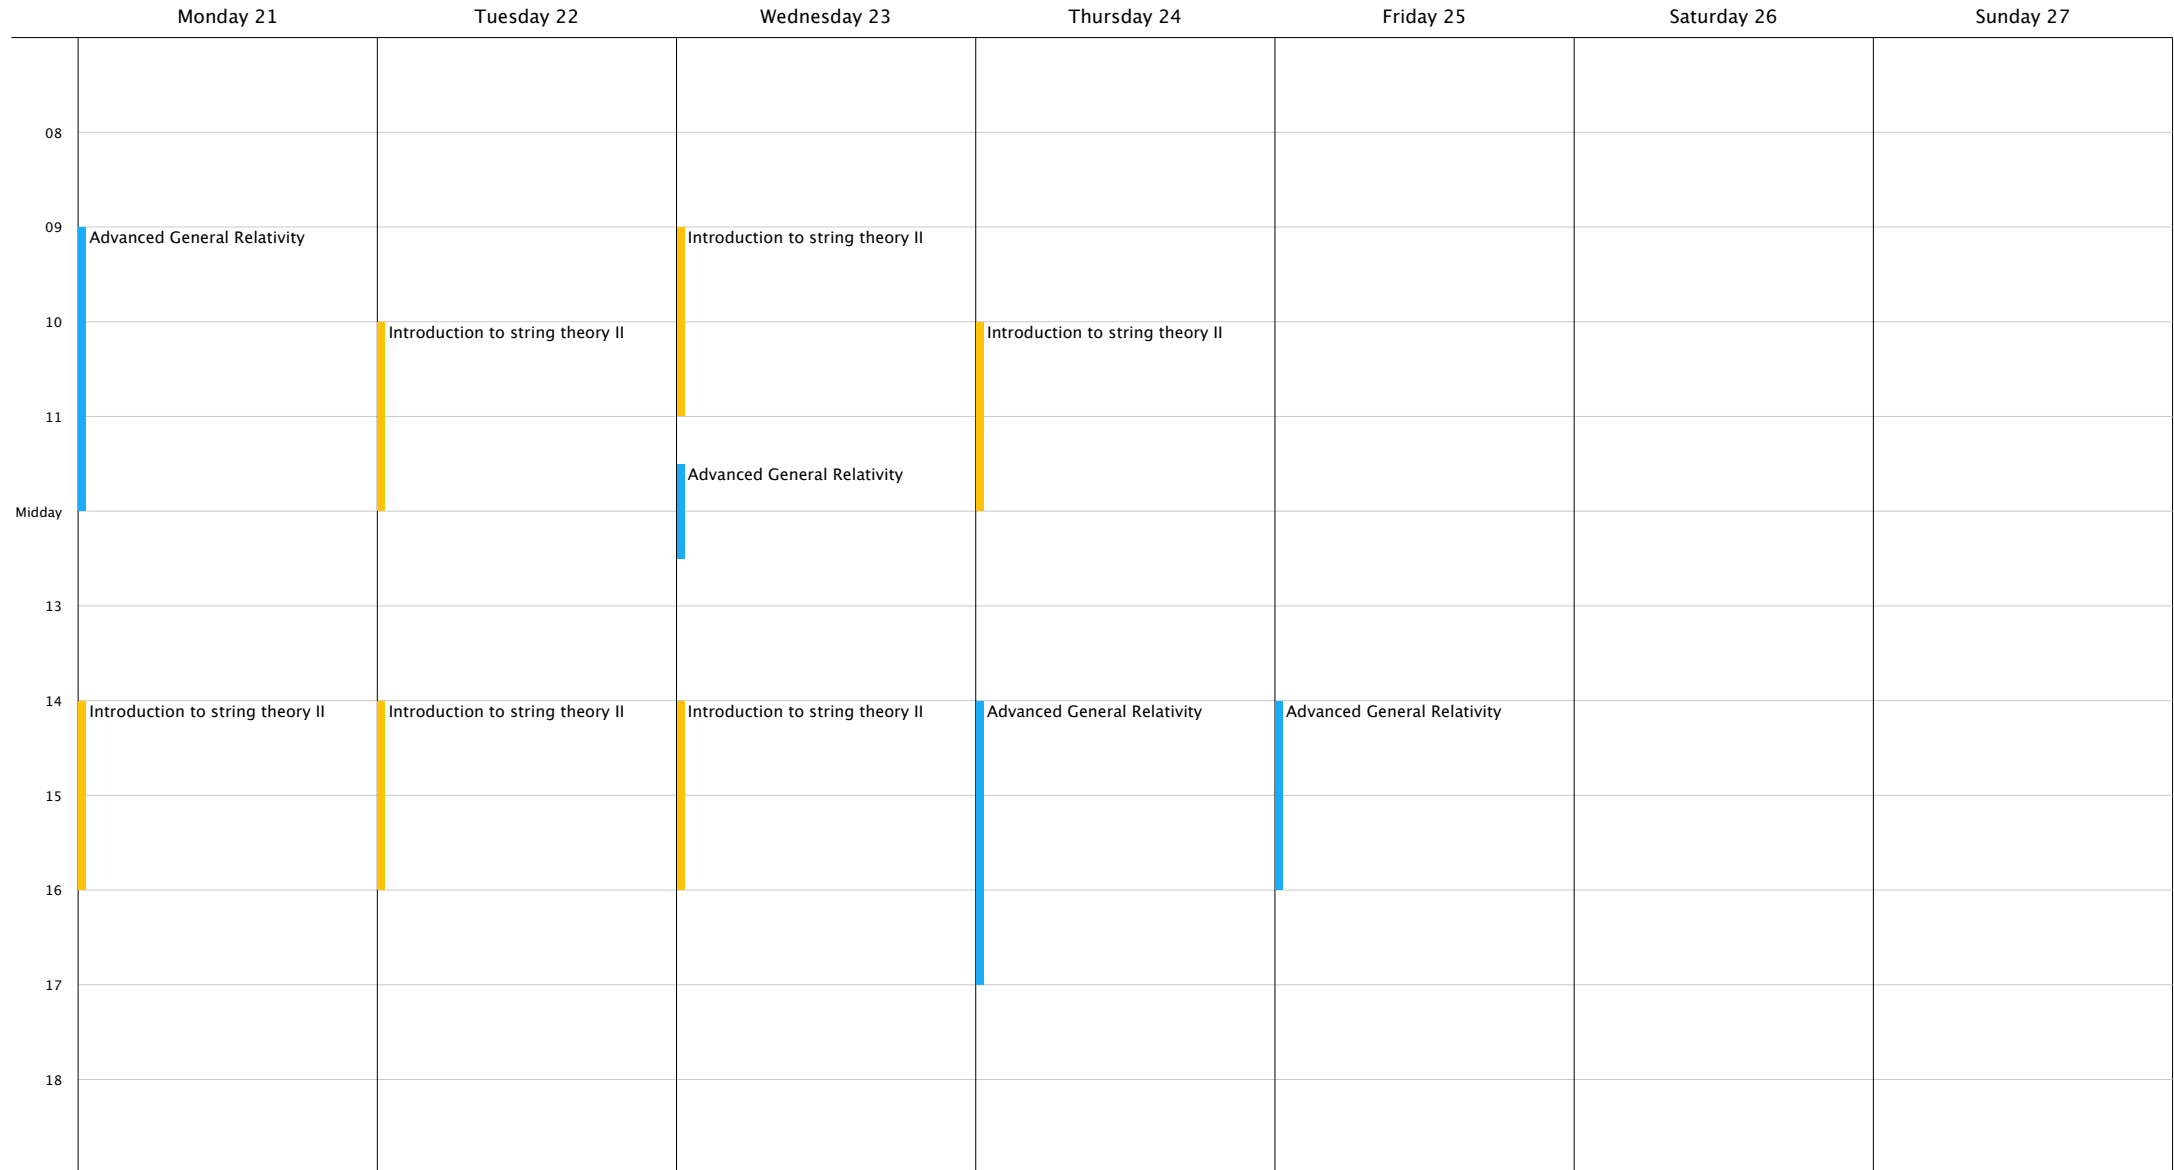 Monday 21
Tuesday 22
Wednesday 23
Thursday 24
Friday 25
Saturday 26
Sunday 27
08
09
Advanced General Relativity
Introduction to string theory II
10
Introduction to string theory II
Introduction to string theory II
11
Advanced General Relativity
Midday
13
14
Introduction to string theory II
Introduction to string theory II
Introduction to string theory II
Advanced General Relativity
Advanced General Relativity
15
16
17
18